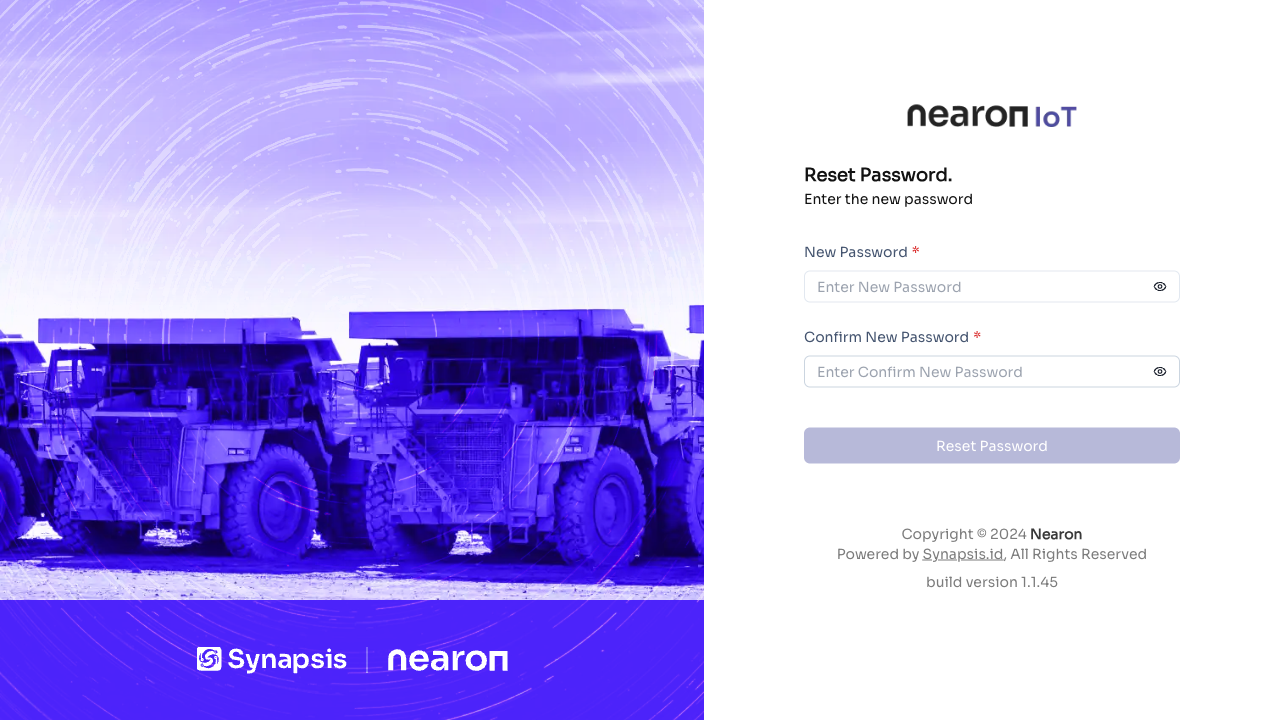 Synapsis
nearon
nearon IoT
Reset Password.
Enter the new password
New Password *
Enter New Password
Confirm New Password *
Enter Confirm New Password
Reset Password
Copyright © 2024 Nearon
Powered by Synapsis.id, All Rights Reserved
build version 1.1.45